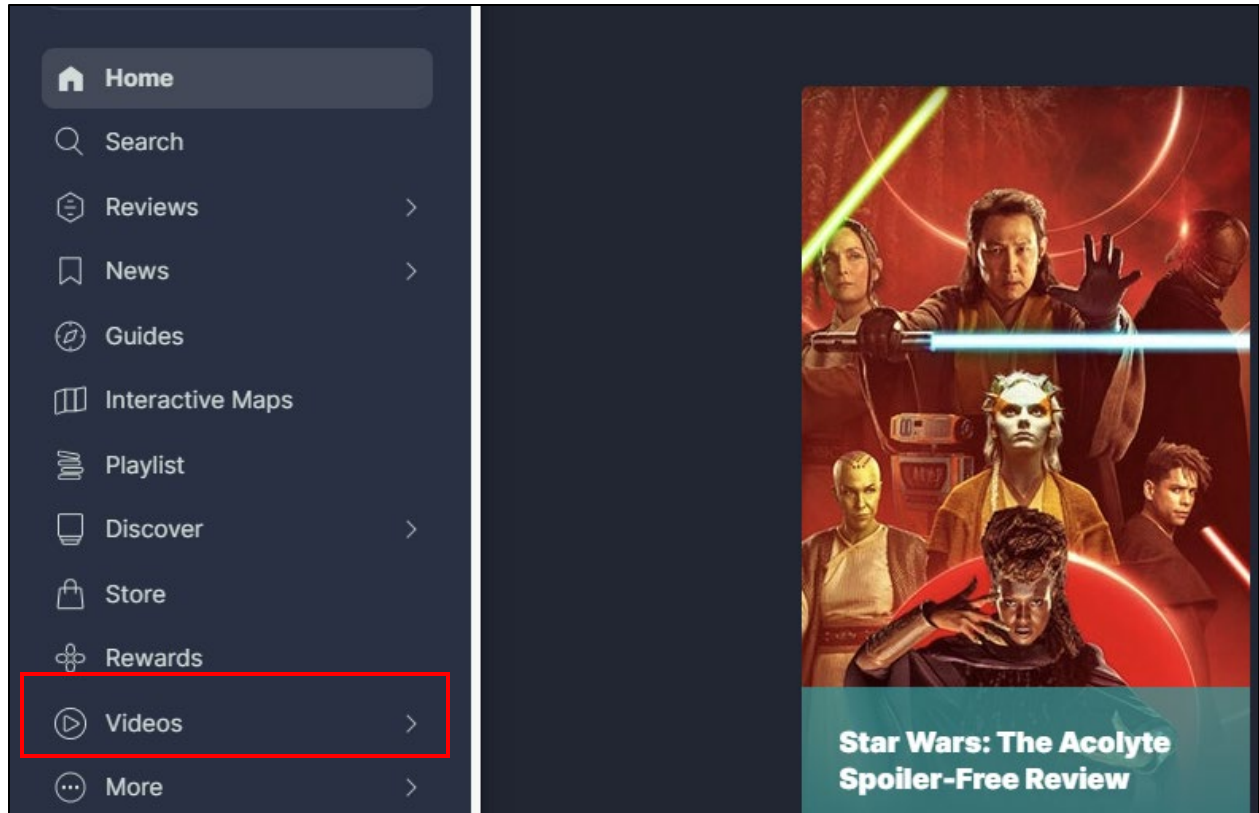 Home
Search
Reviews
News
Guides
Interactive Maps
Playlist
Discover
Store
Rewards
Videos
More
Star Wars: The Acolyte
Spoiler-Free Review